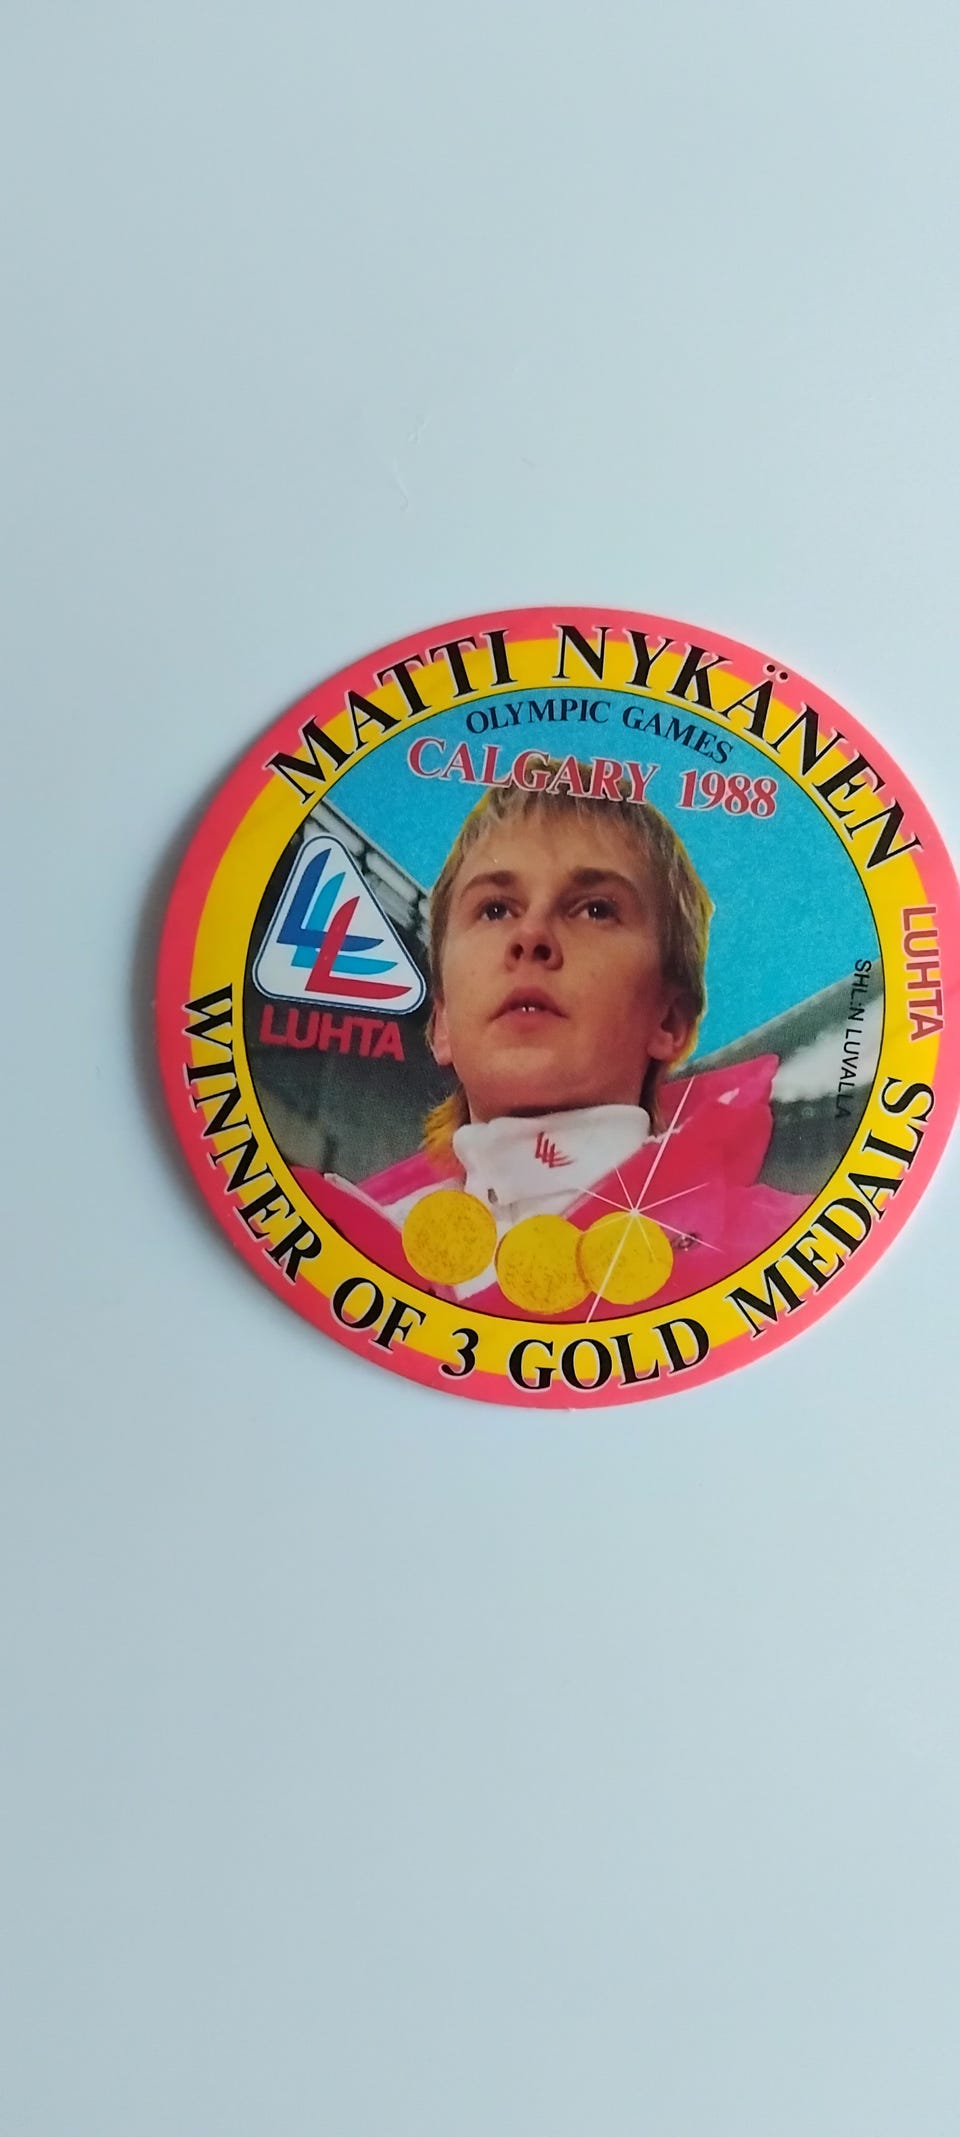 MATTI NYKÄNEN
OLYMPIC GAMES
CALGARY 1988
LUHTA
LUHTA
SHL:N LUVALLA
WINNER OF 3 GOLD MEDALS